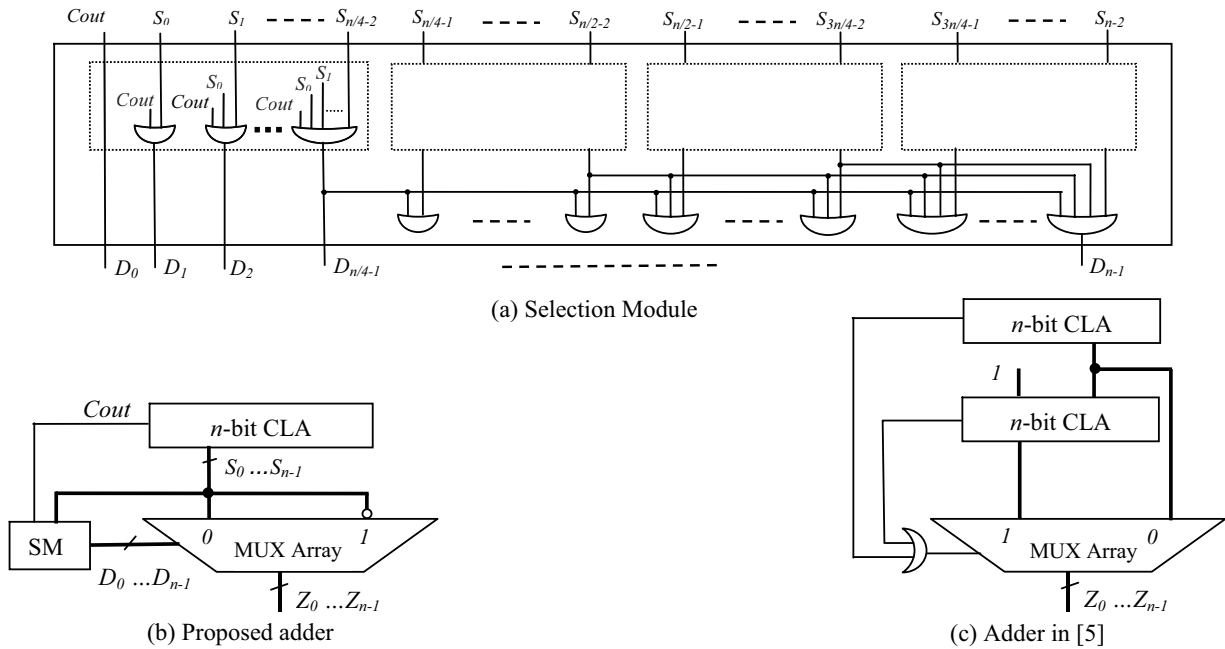 Cout S0 S1 Sn/4-2 Sn/4-1 Sn/2-2 Sn/2-1 S3n/4-2 S3n/4-1 Sn-2
S1
S0
S0
Cout Cout Cout
D0 D1 D2 Dn/4-1 Dn-1
(a) Selection Module
Cout
n-bit CLA
S0 ...Sn-1
0 1
SM
MUX Array
D0 ...Dn-1
Z0 ...Zn-1
(b) Proposed adder
n-bit CLA
1
n-bit CLA
1 0
MUX Array
Z0 ...Zn-1
(c) Adder in [5]